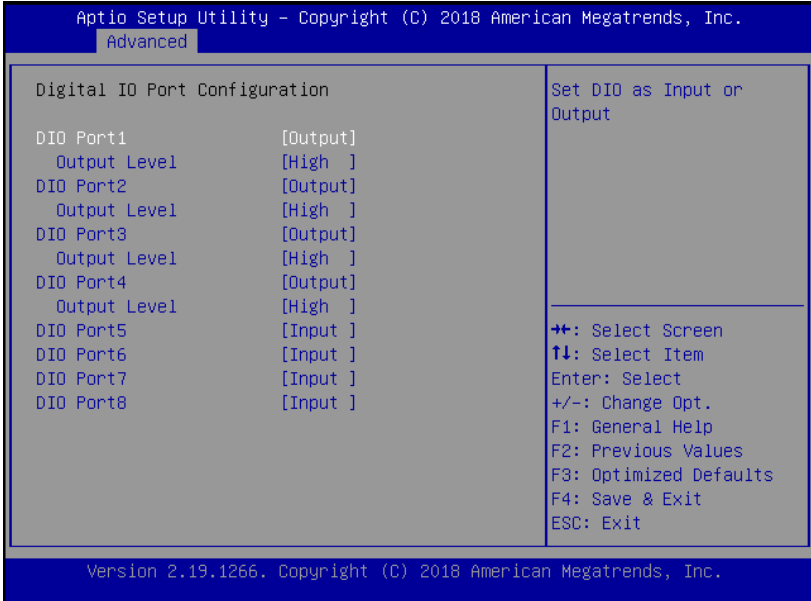 Aptio Setup Utility – Copyright (C) 2018 American Megatrends, Inc.
Advanced
Digital IO Port Configuration
DIO Port1 [Output]
Output Level [High ]
DIO Port2 [Output]
Output Level [High ]
DIO Port3 [Output]
Output Level [High ]
DIO Port4 [Output]
Output Level [High ]
DIO Port5 [Input ]
DIO Port6 [Input ]
DIO Port7 [Input ]
DIO Port8 [Input ]
Set DIO as Input or
Output
→←: Select Screen
↑↓: Select Item
Enter: Select
+/-: Change Opt.
F1: General Help
F2: Previous Values
F3: Optimized Defaults
F4: Save & Exit
ESC: Exit
Version 2.19.1266. Copyright (C) 2018 American Megatrends, Inc.